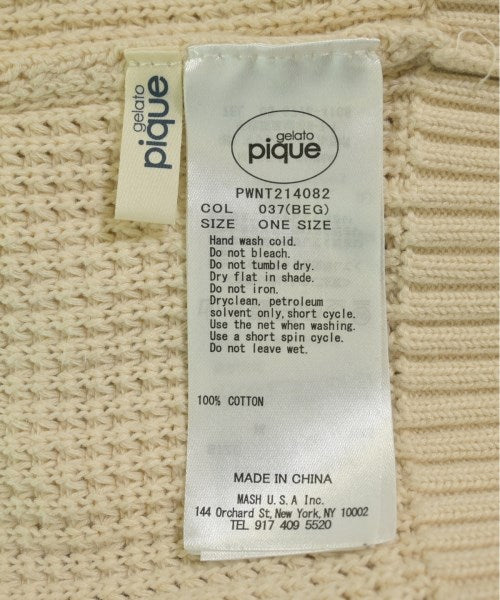 gelato
pique
gelato
pique
PWNT214082
COL 037(BEG)
SIZE ONE SIZE
Hand wash cold.
Do not bleach.
Do not tumble dry.
Dry flat in shade.
Do not iron.
Dryclean, petroleum
solvent only, short cycle.
Use the net when washing.
Use a short spin cycle.
Do not leave wet.
100% COTTON
MADE IN CHINA
MASH U.S.A Inc.
144 Orchard St, New York, NY 10002
TEL 917 409 5520